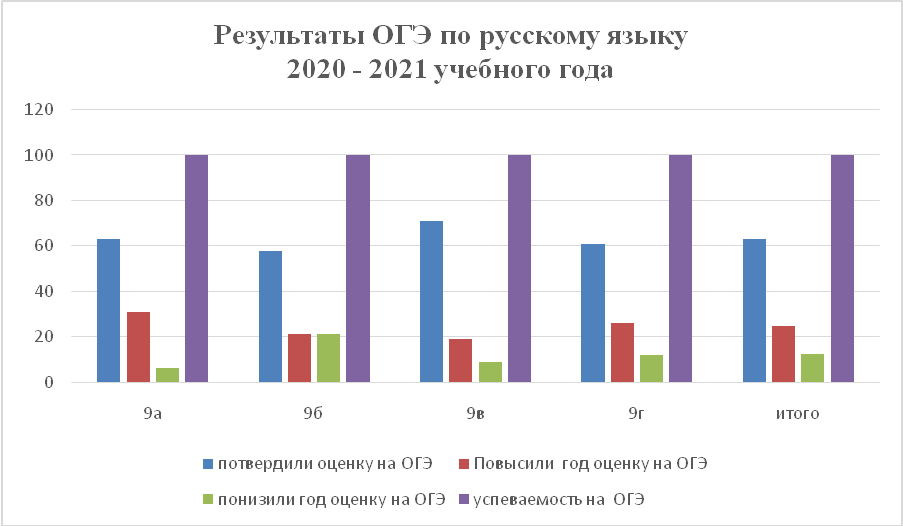 Результаты ОГЭ по русскому языку
2020 - 2021 учебного года
120
100
80
60
40
20
0
9а 9б 9в 9г итого
потвердили оценку на ОГЭ Повысили год оценку на ОГЭ
понизили год оценку на ОГЭ успеваемость на ОГЭ